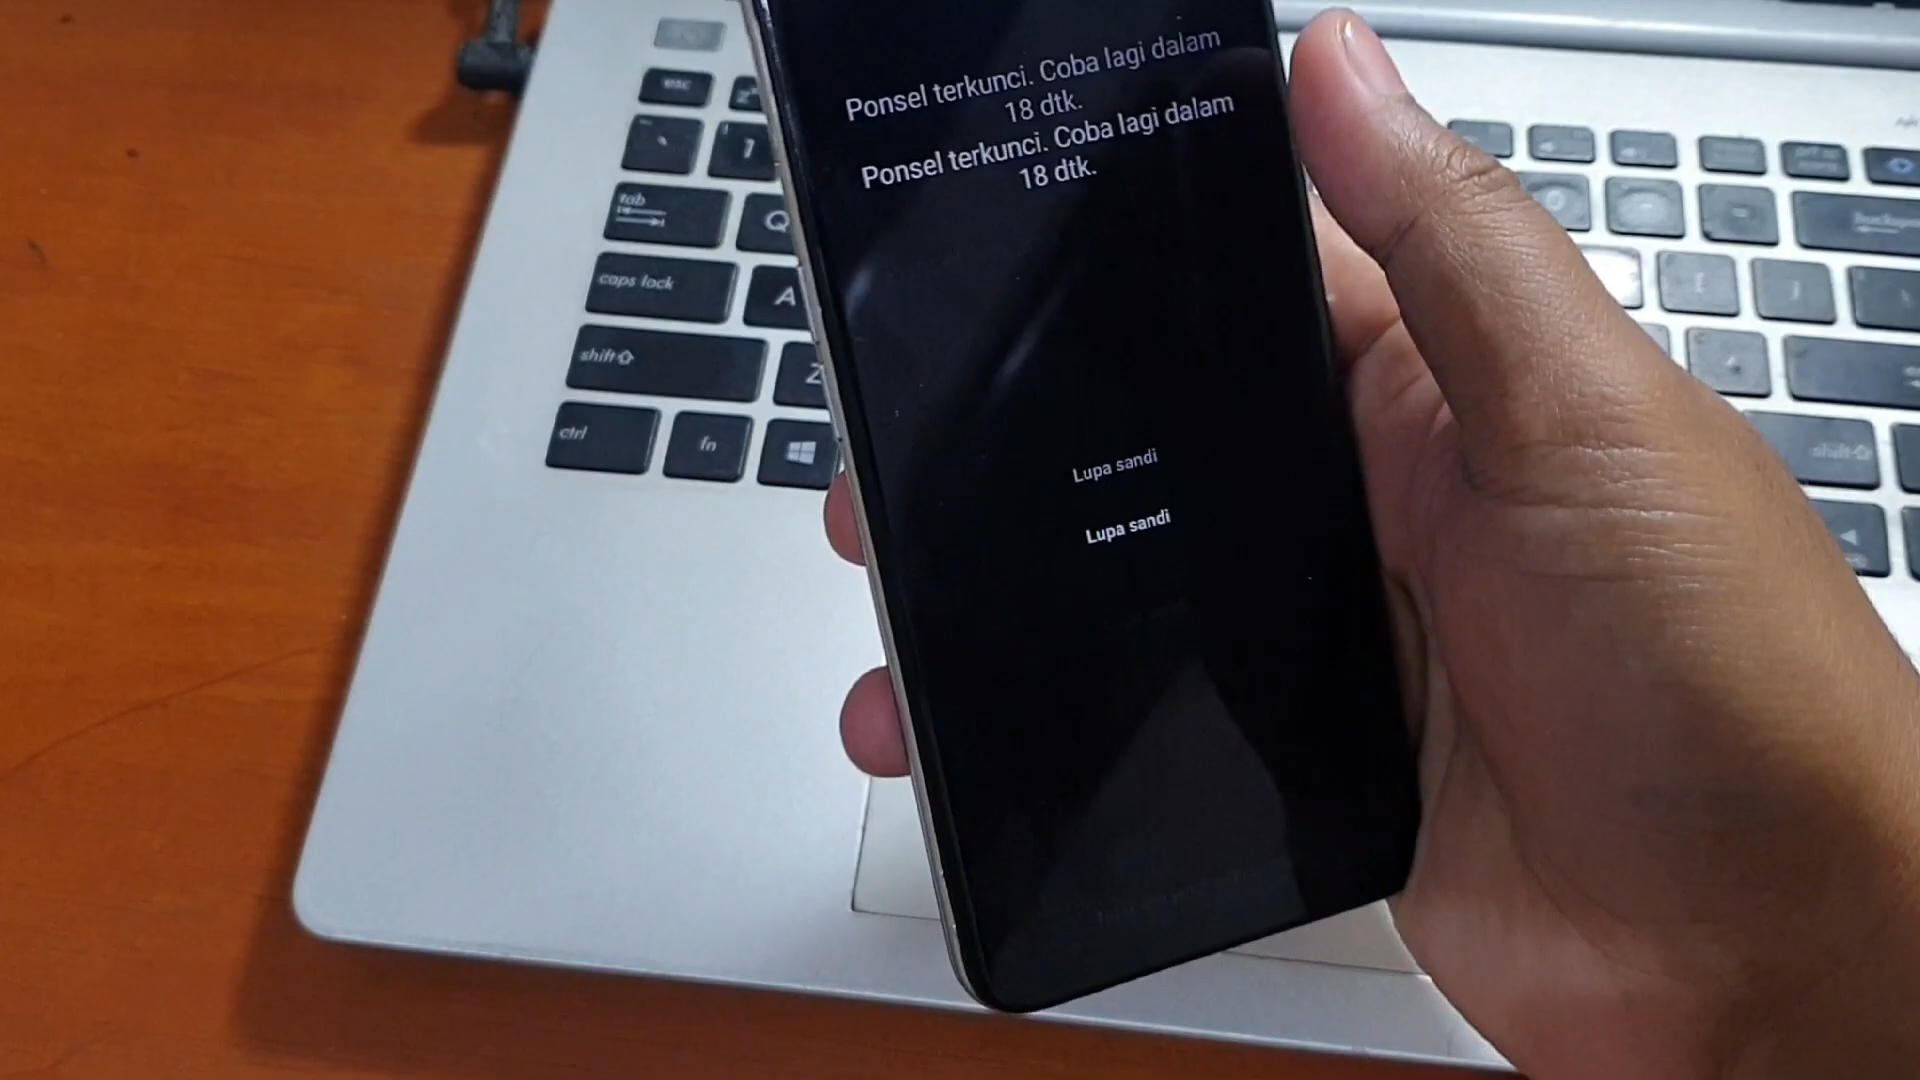 Ponsel terkunci. Coba lagi dalam
18 dtk.
Ponsel terkunci. Coba lagi dalam
18 dtk.
Lupa sandi
Lupa sandi
esc
tab
Q
caps lock
A
shift
Z
ctrl
fn
shift